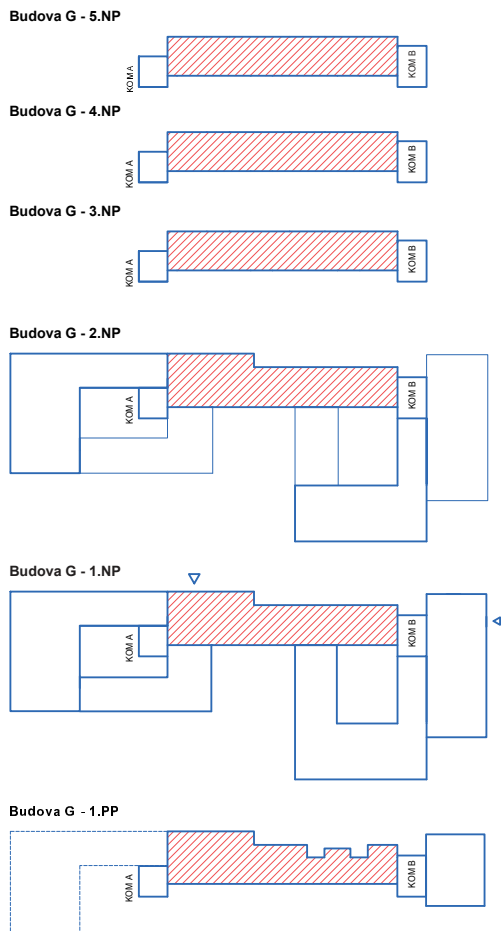 Budova G - 5.NP
KOM A
KOM B
Budova G - 4.NP
KOM A
KOM B
Budova G - 3.NP
KOM A
KOM B
Budova G - 2.NP
KOM A
KOM B
Budova G - 1.NP
KOM A
KOM B
Budova G - 1.PP
KOM A
KOM B